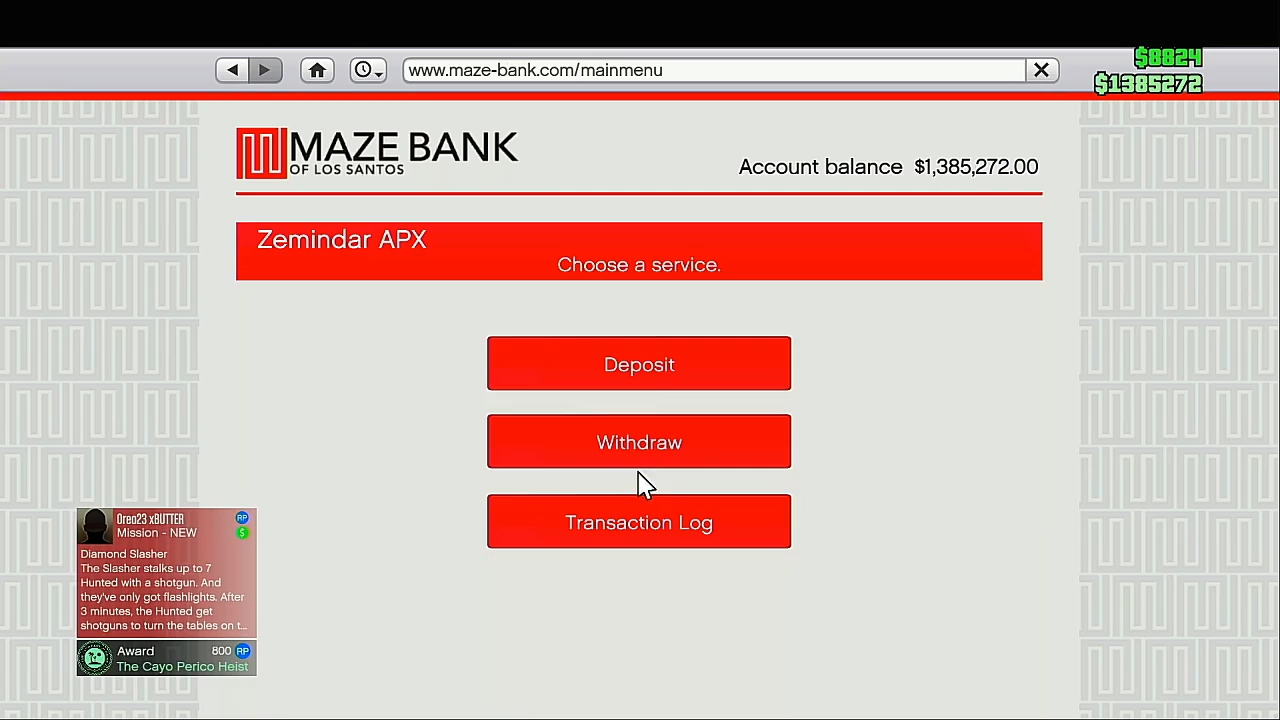 www.maze-bank.com/mainmenu
$8824
$1385272
MAZE BANK
OF LOS SANTOS
Account balance $1,385,272.00
Zemindar APX
Choose a service.
Deposit
Withdraw
Transaction Log
Oreo23 xBUTTER RP
Mission - NEW $
Diamond Slasher
The Slasher stalks up to 7
Hunted with a shotgun. And
they've only got flashlights. After
3 minutes, the Hunted get
shotguns to turn the tables on t...
Award 800 RP
The Cayo Perico Heist